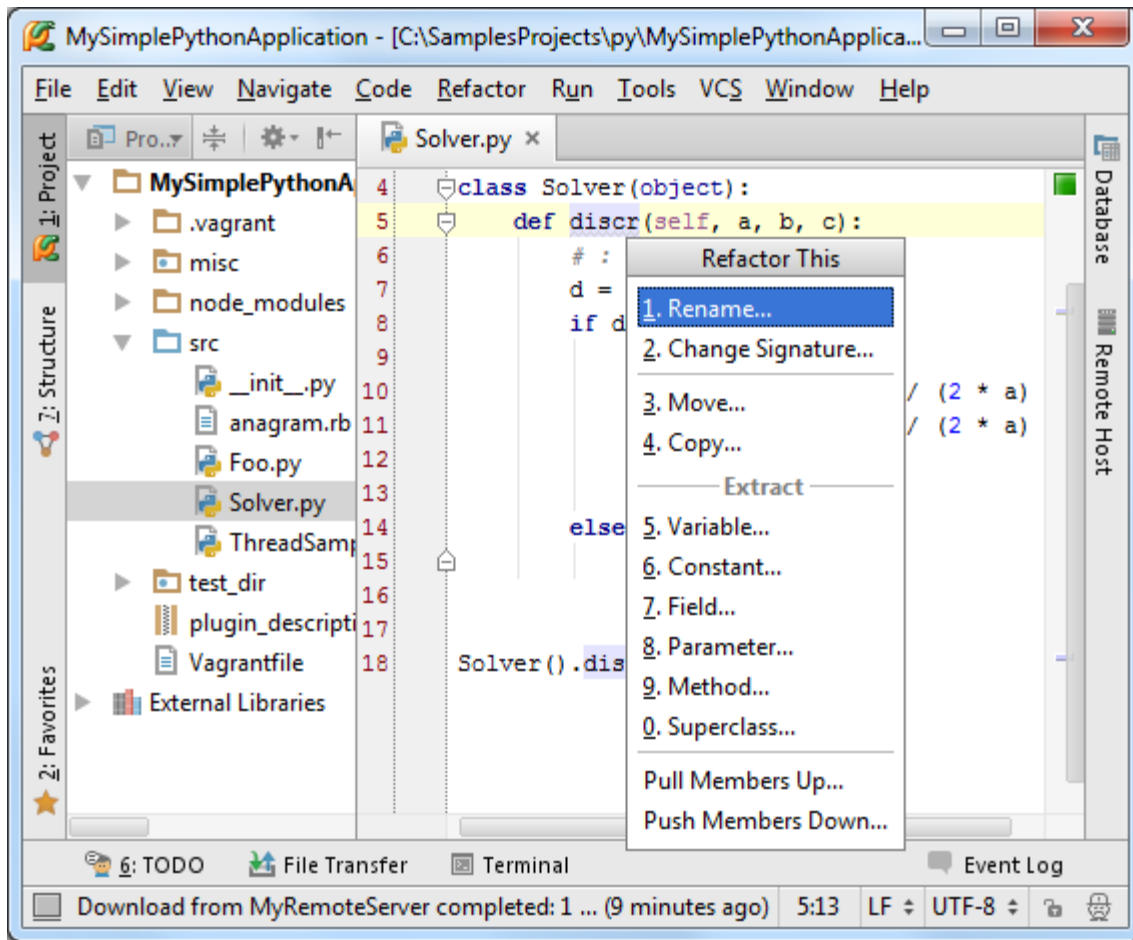 MySimplePythonApplication - [C:\SamplesProjects\py\MySimplePythonApplica...
File Edit View Navigate Code Refactor Run Tools VCS Window Help
1: Project
7: Structure
2: Favorites
Pro...
MySimplePythonA
.vagrant
misc
node_modules
src
__init__.py
anagram.rb
Foo.py
Solver.py
ThreadSam
test_dir
plugin_descripti
Vagrantfile
External Libraries
Solver.py
4 class Solver(object):
5 def discr(self, a, b, c):
6 # :
7 d =
8 if d
9
10 / (2 * a)
11 / (2 * a)
12
13
14 else
15
16
17
18 Solver().dis
Refactor This
1. Rename...
2. Change Signature...
3. Move...
4. Copy...
Extract
5. Variable...
6. Constant...
7. Field...
8. Parameter...
9. Method...
0. Superclass...
Pull Members Up...
Push Members Down...
Database
Remote Host
6: TODO File Transfer Terminal Event Log
Download from MyRemoteServer completed: 1 ... (9 minutes ago) 5:13 LF UTF-8